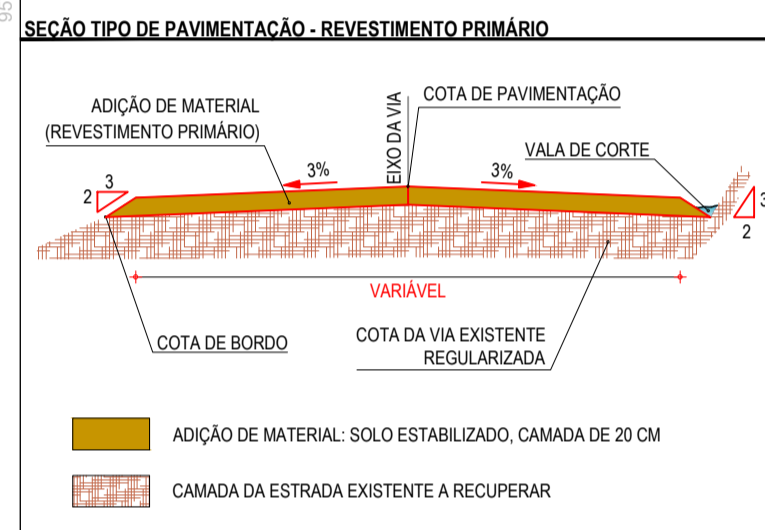 95
SEÇÃO TIPO DE PAVIMENTAÇÃO - REVESTIMENTO PRIMÁRIO
ADIÇÃO DE MATERIAL
(REVESTIMENTO PRIMÁRIO)
EIXO DA VIA
COTA DE PAVIMENTAÇÃO
VALA DE CORTE
3%
3%
3
2
3
2
VARIÁVEL
COTA DE BORDO
COTA DA VIA EXISTENTE
REGULARIZADA
ADIÇÃO DE MATERIAL: SOLO ESTABILIZADO, CAMADA DE 20 CM
CAMADA DA ESTRADA EXISTENTE A RECUPERAR